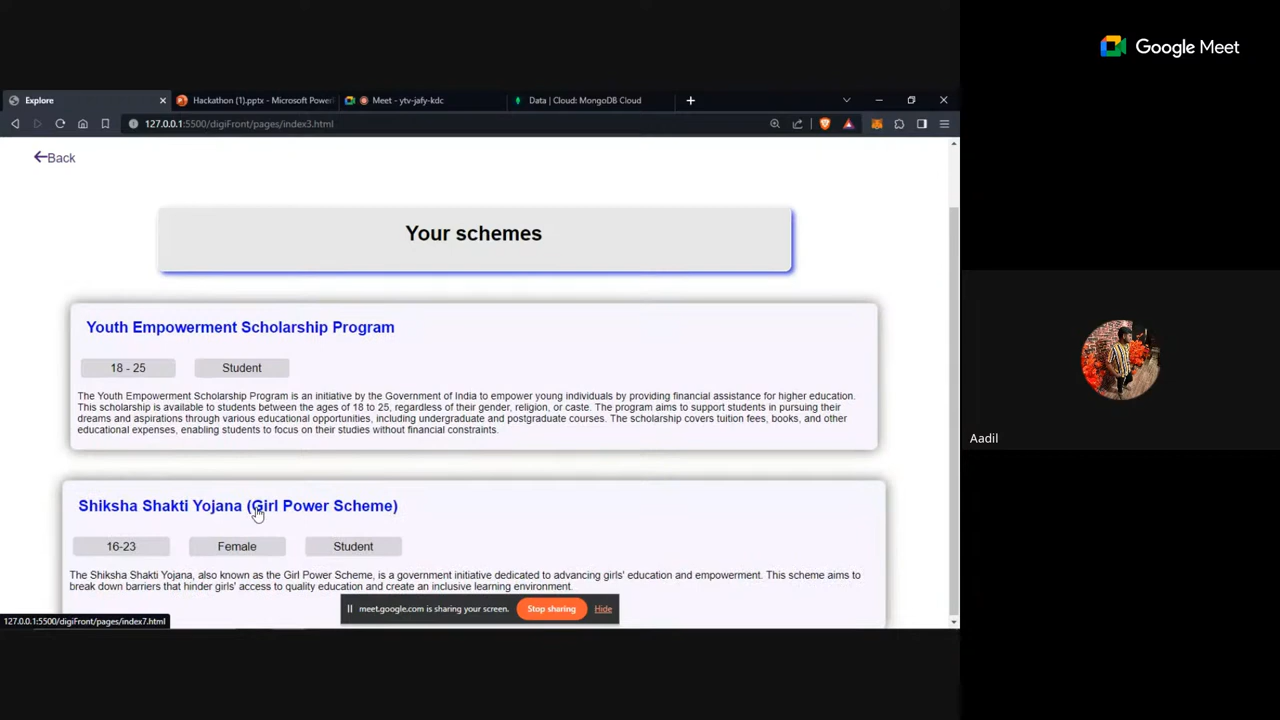 Google Meet
Explore
Hackathon (1).pptx - Microsoft Power
Meet - ytv-jafy-kdc
Data | Cloud: MongoDB Cloud
127.0.0.1:5500/digiFront/pages/index3.html
Back
Your schemes
Youth Empowerment Scholarship Program
18 - 25
Student
The Youth Empowerment Scholarship Program is an initiative by the Government of India to empower young individuals by providing financial assistance for higher education.
This scholarship is available to students between the ages of 18 to 25, regardless of their gender, religion, or caste. The program aims to support students in pursuing their
dreams and aspirations through various educational opportunities, including undergraduate and postgraduate courses. The scholarship covers tuition fees, books, and other
educational expenses, enabling students to focus on their studies without financial constraints.
Aadil
Shiksha Shakti Yojana (Girl Power Scheme)
16-23
Female
Student
The Shiksha Shakti Yojana, also known as the Girl Power Scheme, is a government initiative dedicated to advancing girls' education and empowerment. This scheme aims to
break down barriers that hinder girls' access to quality education and create an inclusive learning environment.
meet.google.com is sharing your screen.
Stop sharing
Hide
127.0.0.1:5500/digiFront/pages/index7.html